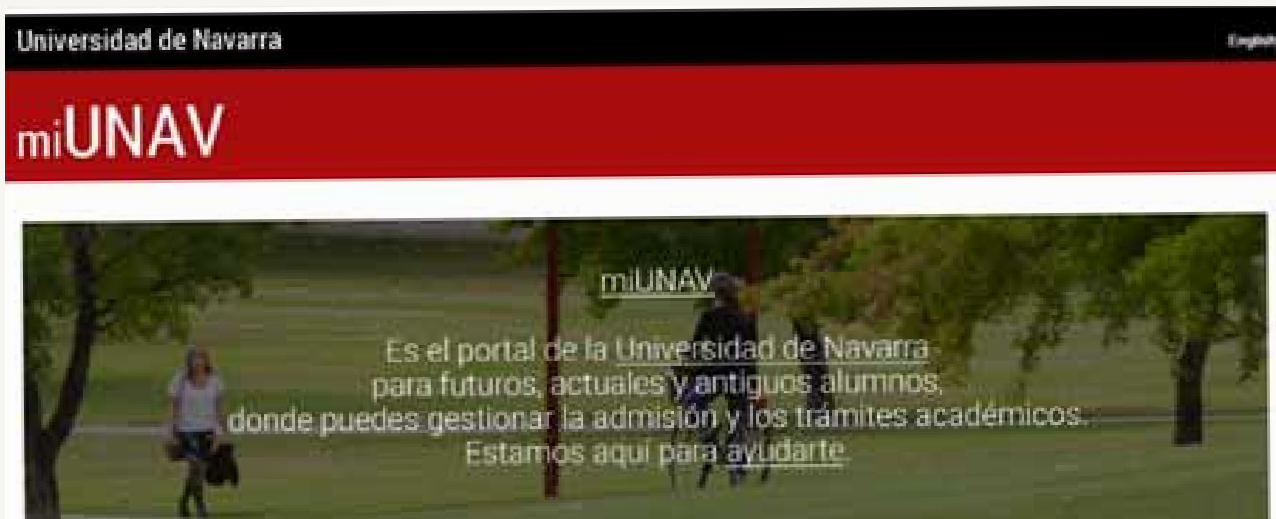 Universidad de Navarra
English
miUNAV
miUNAV
Es el portal de la Universidad de Navarra
para futuros, actuales y antiguos alumnos,
donde puedes gestionar la admisión y los trámites académicos.
Estamos aquí para ayudarte